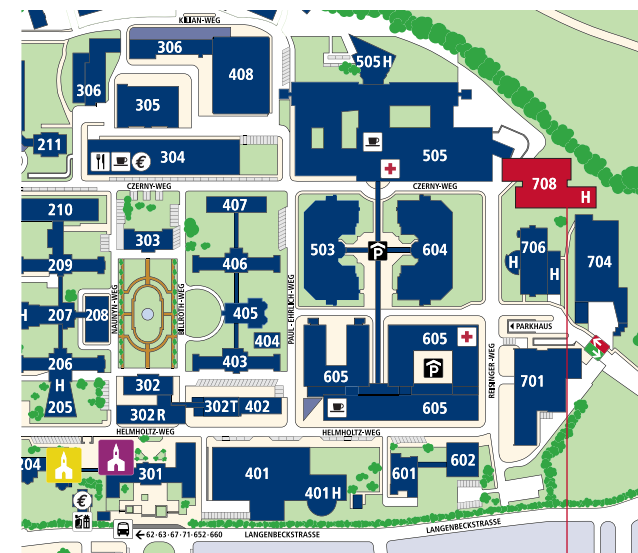 KILIAN-WEG
306
408
505 H
306
305
211
304
€
505
CZERNY-WEG
CZERNY-WEG
708
H
210
407
303
503
604
706
H
H
704
209
406
P
NAUNYN-WEG
BILLROTH-WEG
PAUL-EHRLICH-WEG
H
207
208
405
404
605
PARKHAUS
206
403
P
REISINGER-WEG
H
205
302
605
701
302 R
302T
402
605
HELMHOLTZ-WEG
HELMHOLTZ-WEG
204
301
401
401 H
601
602
€
62·63·67·71·652·660
LANGENBECKSTRASSE
LANGENBECKSTRASSE